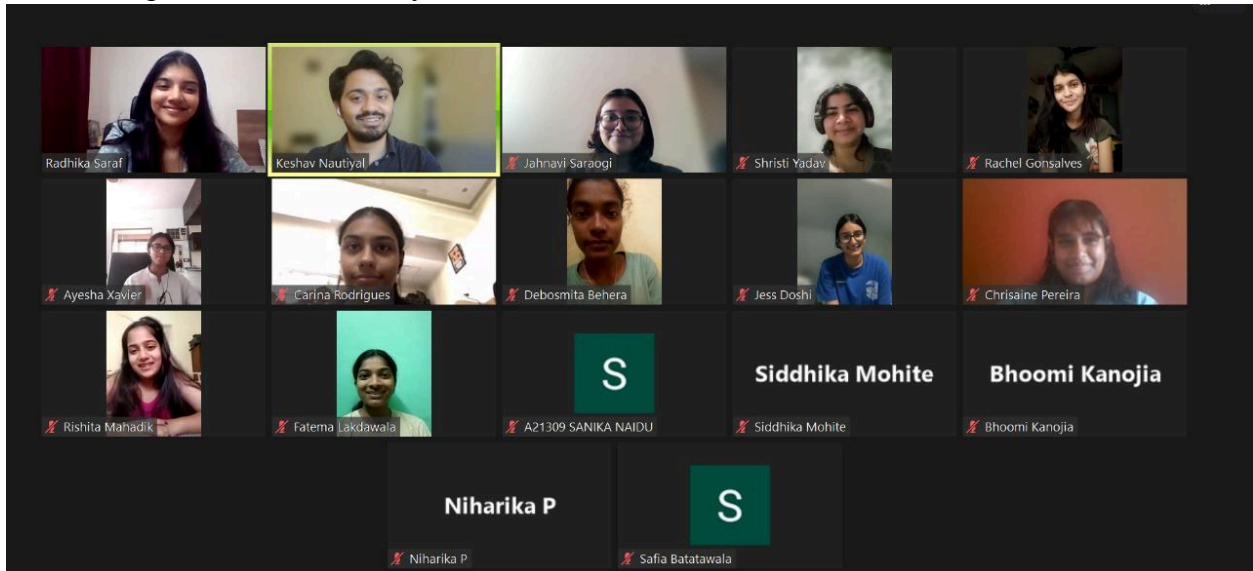 Radhika Saraf
Keshav Nautiyal
Jahnavi Saraogi
Shristi Yadav
Rachel Gonsalves
Ayesha Xavier
Carina Rodrigues
Debosmita Behera
Jess Doshi
Chrisaine Pereira
Rishita Mahadik
Fatema Lakdawala
S
A21309 SANIKA NAIDU
Siddhika Mohite
Siddhika Mohite
Bhoomi Kanojia
Bhoomi Kanojia
Niharika P
Niharika P
S
Safia Batatawala